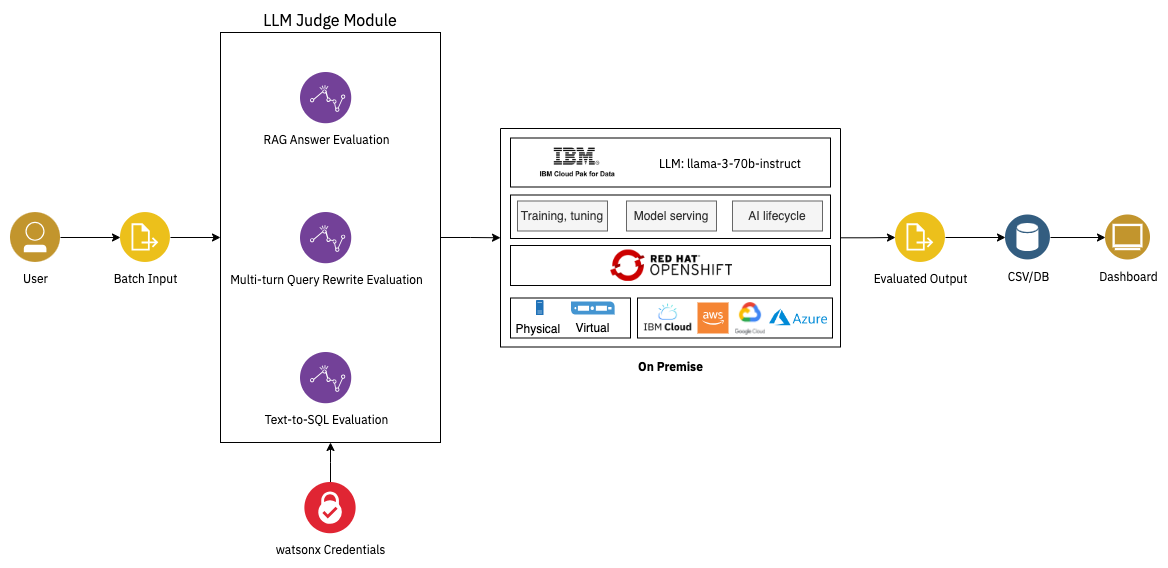 LLM Judge Module
RAG Answer Evaluation
Multi-turn Query Rewrite Evaluation
Text-to-SQL Evaluation
User
Batch Input
watsonx Credentials
IBM®
IBM Cloud Pak for Data
LLM: llama-3-70b-instruct
Training, tuning
Model serving
AI lifecycle
RED HAT®
OPENSHIFT
Physical
Virtual
IBM Cloud
aws
Google Cloud
Azure
On Premise
Evaluated Output
CSV/DB
Dashboard